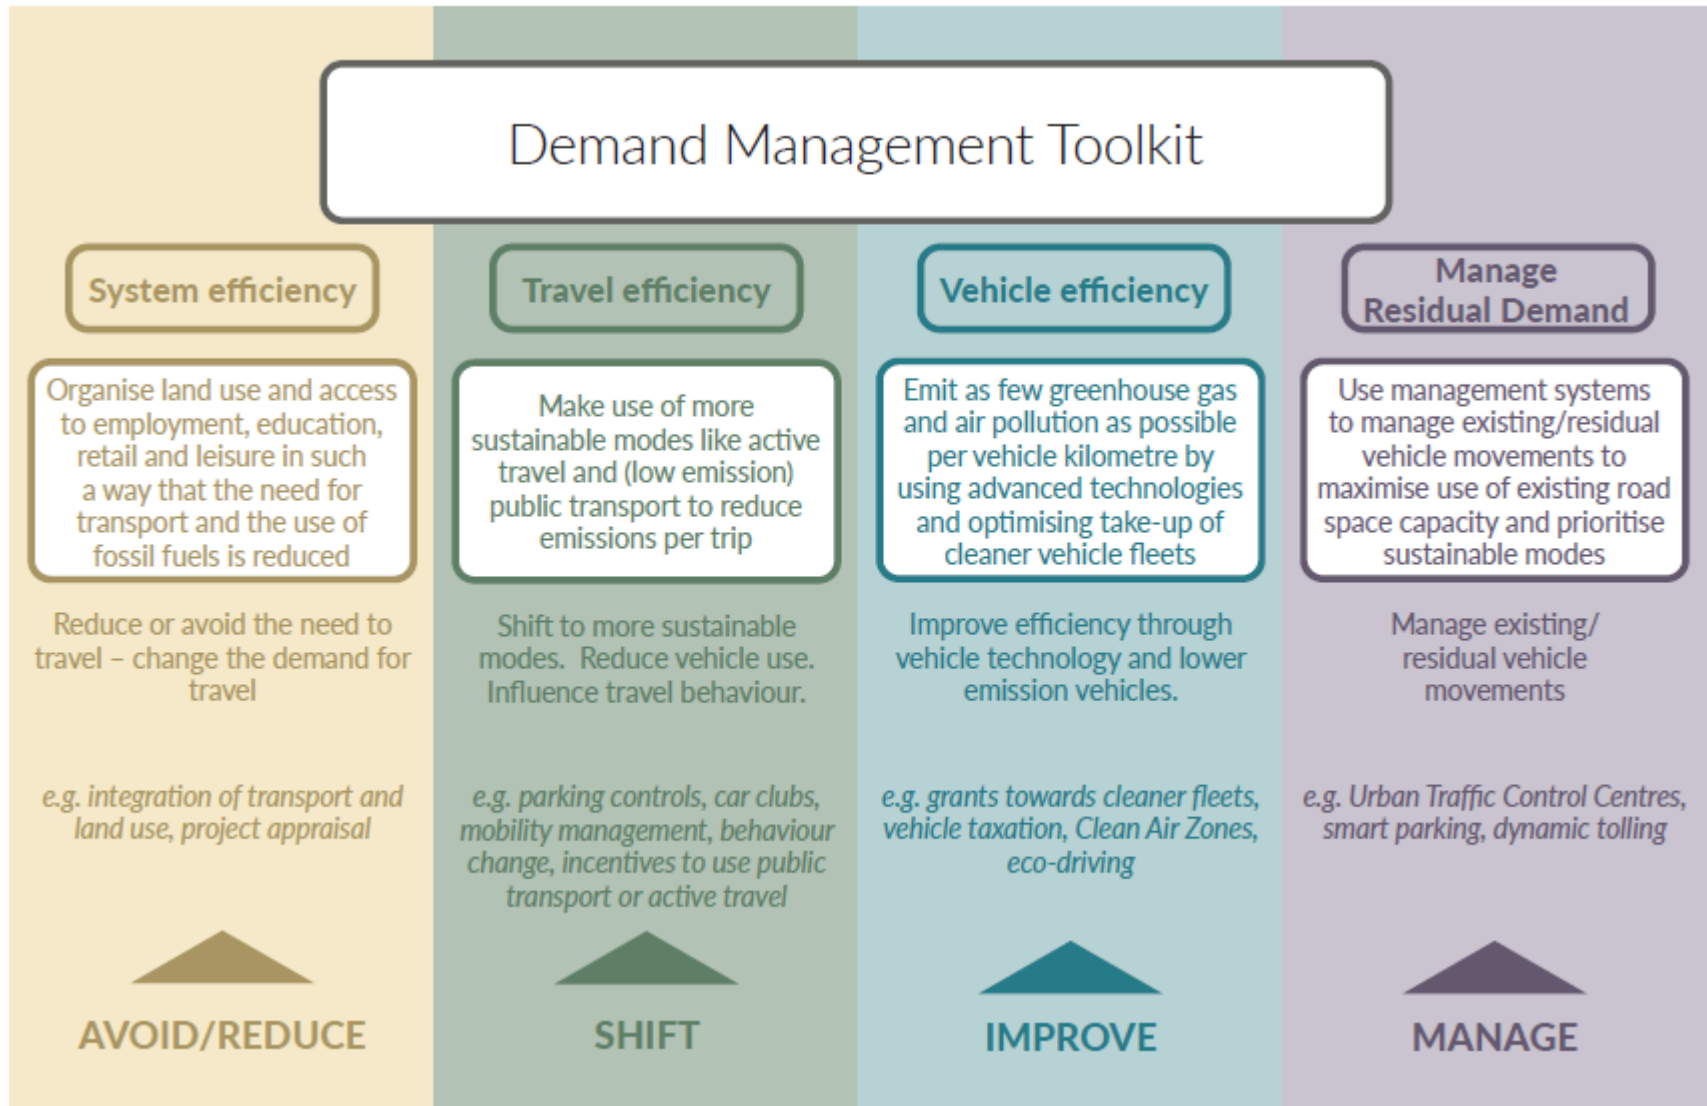 Demand Management Toolkit
System efficiency
Organise land use and access
to employment, education,
retail and leisure in such
a way that the need for
transport and the use of
fossil fuels is reduced
Reduce or avoid the need to
travel – change the demand for
travel
e.g. integration of transport and
land use, project appraisal
AVOID/REDUCE
Travel efficiency
Make use of more
sustainable modes like active
travel and (low emission)
public transport to reduce
emissions per trip
Shift to more sustainable
modes.  Reduce vehicle use.
Influence travel behaviour.
e.g. parking controls, car clubs,
mobility management, behaviour
change, incentives to use public
transport or active travel
SHIFT
Vehicle efficiency
Emit as few greenhouse gas
and air pollution as possible
per vehicle kilometre by
using advanced technologies
and optimising take-up of
cleaner vehicle fleets
Improve efficiency through
vehicle technology and lower
emission vehicles.
e.g. grants towards cleaner fleets,
vehicle taxation, Clean Air Zones,
eco-driving
IMPROVE
Manage
Residual Demand
Use management systems
to manage existing/residual
vehicle movements to
maximise use of existing road
space capacity and prioritise
sustainable modes
Manage existing/
residual vehicle
movements
e.g. Urban Traffic Control Centres,
smart parking, dynamic tolling
MANAGE